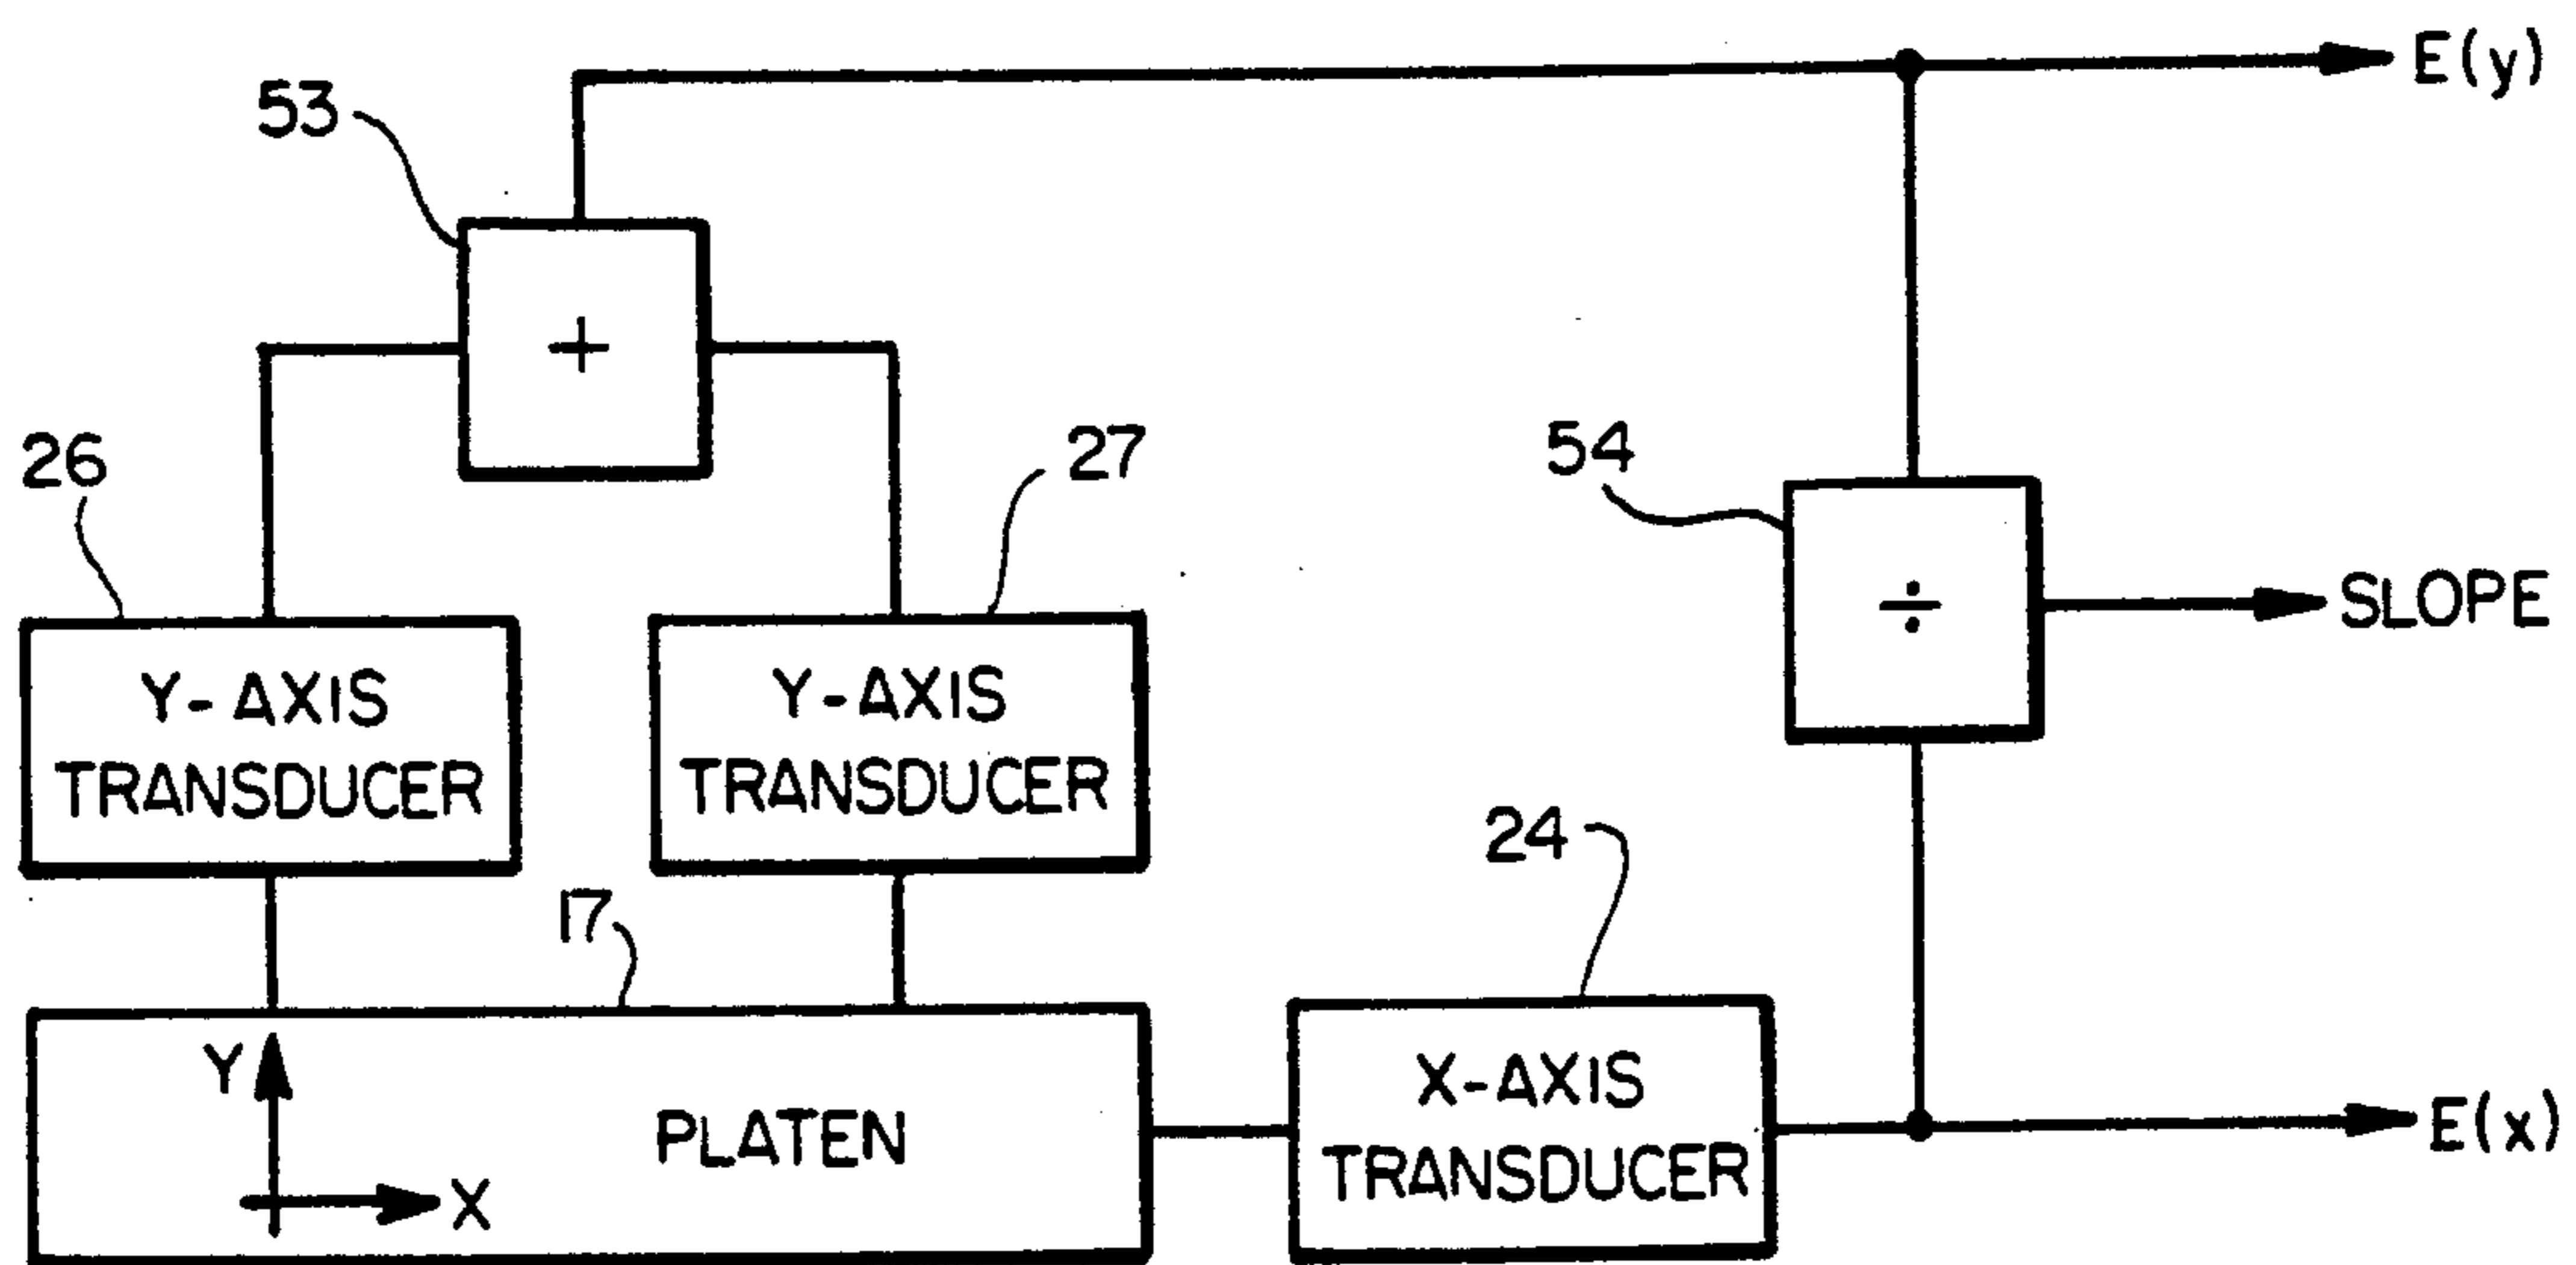 E(y)
53
+
26
27
54
÷
SLOPE
Y-AXIS
TRANSDUCER
Y-AXIS
TRANSDUCER
24
17
X-AXIS
TRANSDUCER
Y
PLATEN
X
E(x)